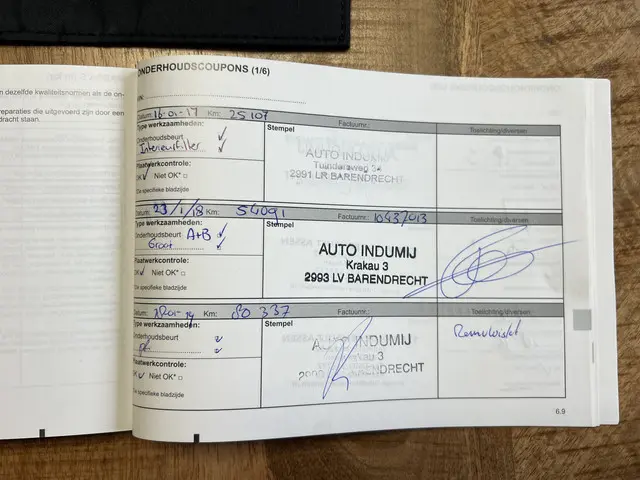 n dezelfde kwaliteitsnormen als de on-
eparaties die uitgevoerd zijn door een
dracht staan.
ONDERHOUDSCOUPONS (1/6)
VIN:
Datum: 16-01-17 Km: 25107 Factuurnr.: Toelichting/diversen
Type werkzaamheden: Stempel
Onderhoudsbeurt
Interieurfilter
AUTO INDUMIJ
Tuindersweg 34
2991 LR BARENDRECHT
Plaatwerkcontrole:
OK Niet OK*
*Zie specifieke bladzijde
Datum: 23/1/18 Km: 54091 Factuurnr.: 1043/013 Toelichting/diversen
Type werkzaamheden: Stempel
Onderhoudsbeurt A+B
Groot
AUTO INDUMIJ
Krakau 3
2993 LV BARENDRECHT
Plaatwerkcontrole:
OK Niet OK*
*Zie specifieke bladzijde
Datum: Km: 80337 Factuurnr.: Toelichting/diversen
Type werkzaamheden: Stempel
Onderhoudsbeurt
AUTO INDUMIJ
Krakau 3
BARENDRECHT
Remvloeistof
Plaatwerkcontrole:
OK Niet OK*
*Zie specifieke bladzijde
6.9